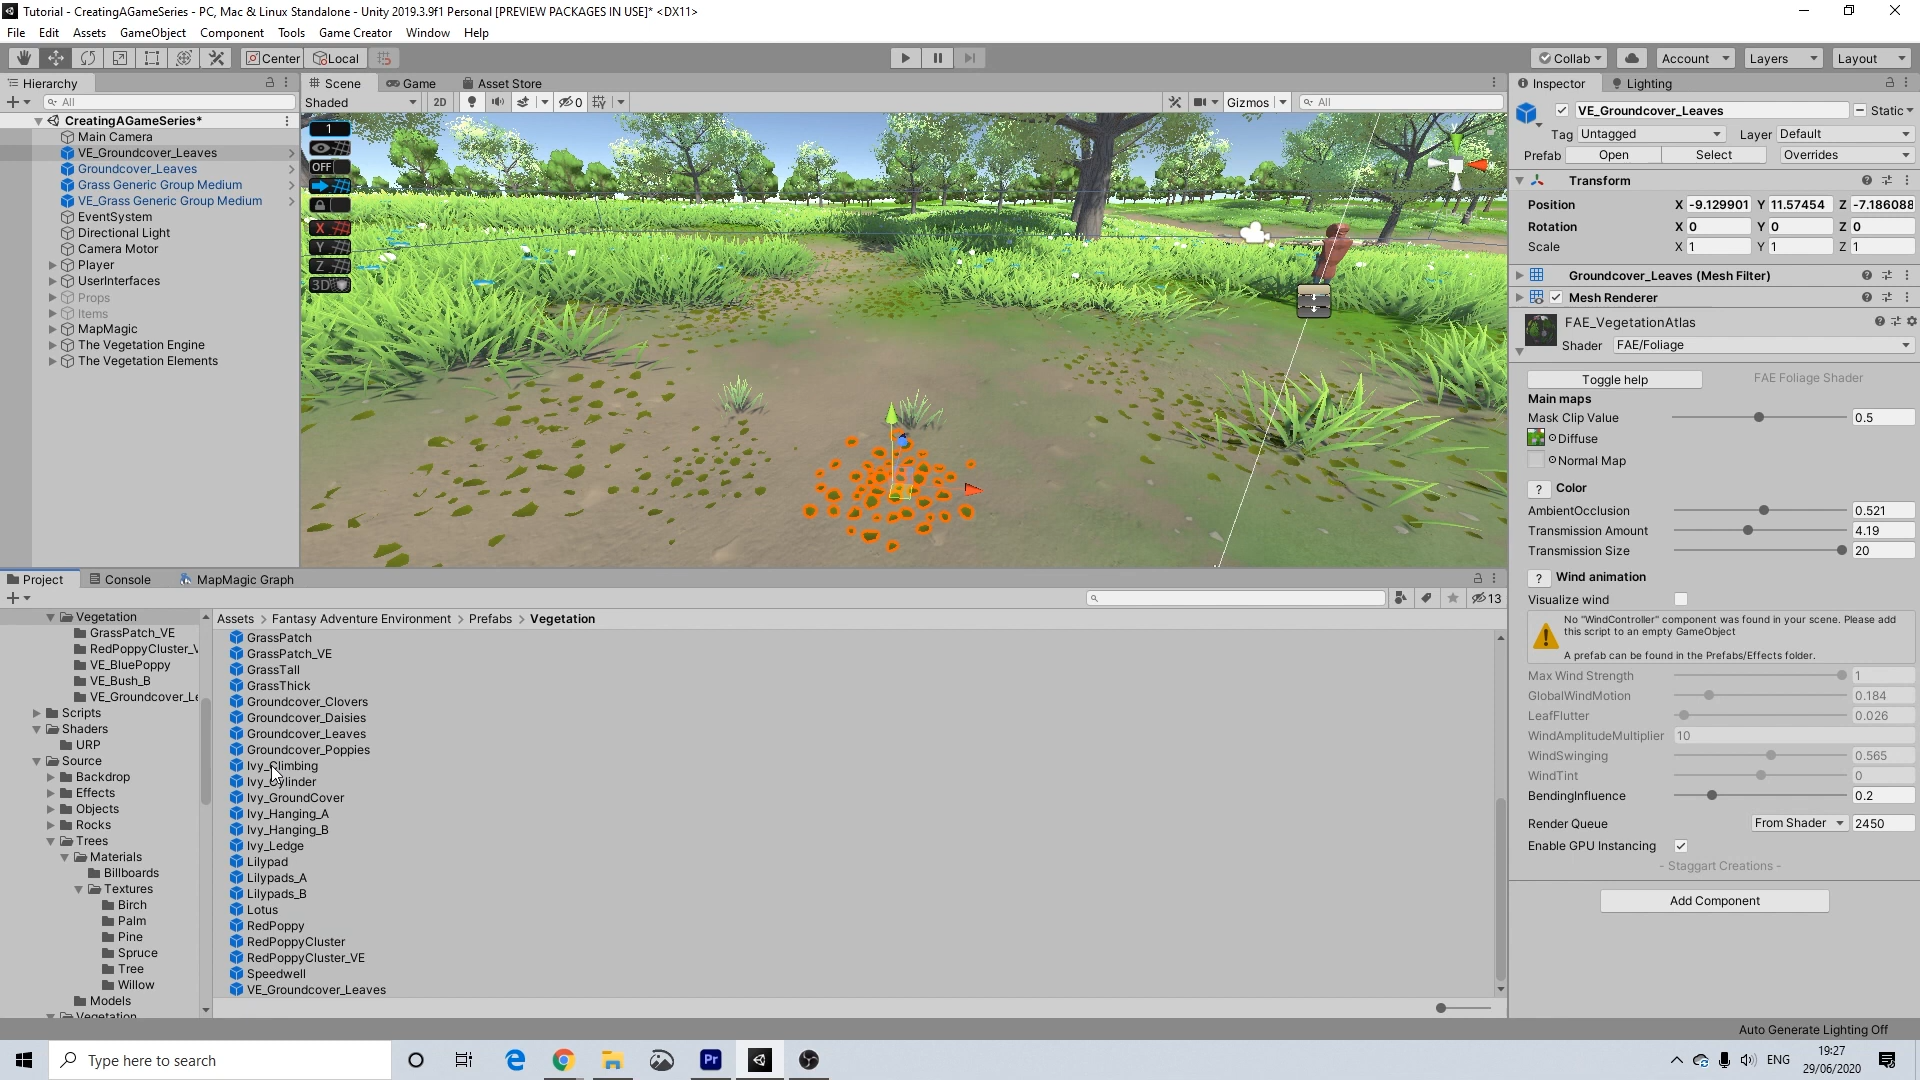 Tutorial - CreatingAGameSeries - PC, Mac & Linux Standalone - Unity 2019.3.9f1 Personal [PREVIEW PACKAGES IN USE]* <DX11>
File Edit Assets GameObject Component Tools Game Creator Window Help
Center Local Collab Account Layers Layout
Hierarchy
All
CreatingAGameSeries*
Main Camera
VE_Groundcover_Leaves
Groundcover_Leaves
Grass Generic Group Medium
VE_Grass Generic Group Medium
EventSystem
Directional Light
Camera Motor
Player
UserInterfaces
Props
Items
MapMagic
The Vegetation Engine
The Vegetation Elements
Scene Game Asset Store
Shaded 2D 0 Gizmos All
1
OFF
X
Y
Z
3D
Project Console MapMagic Graph
13
Vegetation
GrassPatch_VE
RedPoppyCluster_V
VE_BluePoppy
VE_Bush_B
VE_Groundcover_Le
Scripts
Shaders
URP
Source
Backdrop
Effects
Objects
Rocks
Trees
Materials
Billboards
Textures
Birch
Palm
Pine
Spruce
Tree
Willow
Models
Vegetation
Assets > Fantasy Adventure Environment > Prefabs > Vegetation
GrassPatch
GrassPatch_VE
GrassTall
GrassThick
Groundcover_Clovers
Groundcover_Daisies
Groundcover_Leaves
Groundcover_Poppies
Ivy_Climbing
Ivy_Cylinder
Ivy_GroundCover
Ivy_Hanging_A
Ivy_Hanging_B
Ivy_Ledge
Lilypad
Lilypads_A
Lilypads_B
Lotus
RedPoppy
RedPoppyCluster
RedPoppyCluster_VE
Speedwell
VE_Groundcover_Leaves
Inspector Lighting
VE_Groundcover_Leaves Static
Tag Untagged Layer Default
Prefab Open Select Overrides
Transform
Position X -9.129901 Y 11.57454 Z -7.186088
Rotation X 0 Y 0 Z 0
Scale X 1 Y 1 Z 1
Groundcover_Leaves (Mesh Filter)
Mesh Renderer
FAE_VegetationAtlas
Shader FAE/Foliage
Toggle help FAE Foliage Shader
Main maps
Mask Clip Value 0.5
Diffuse
Normal Map
? Color
AmbientOcclusion 0.521
Transmission Amount 4.19
Transmission Size 20
? Wind animation
Visualize wind
No "WindController" component was found in your scene. Please add
this script to an empty GameObject
A prefab can be found in the Prefabs/Effects folder.
Max Wind Strength 1
GlobalWindMotion 0.184
LeafFlutter 0.026
WindAmplitudeMultiplier 10
WindSwinging 0.565
WindTint 0
BendingInfluence 0.2
Render Queue From Shader 2450
Enable GPU Instancing
- Staggart Creations -
Add Component
Auto Generate Lighting Off
Type here to search
Pr
ENG
19:27
29/06/2020